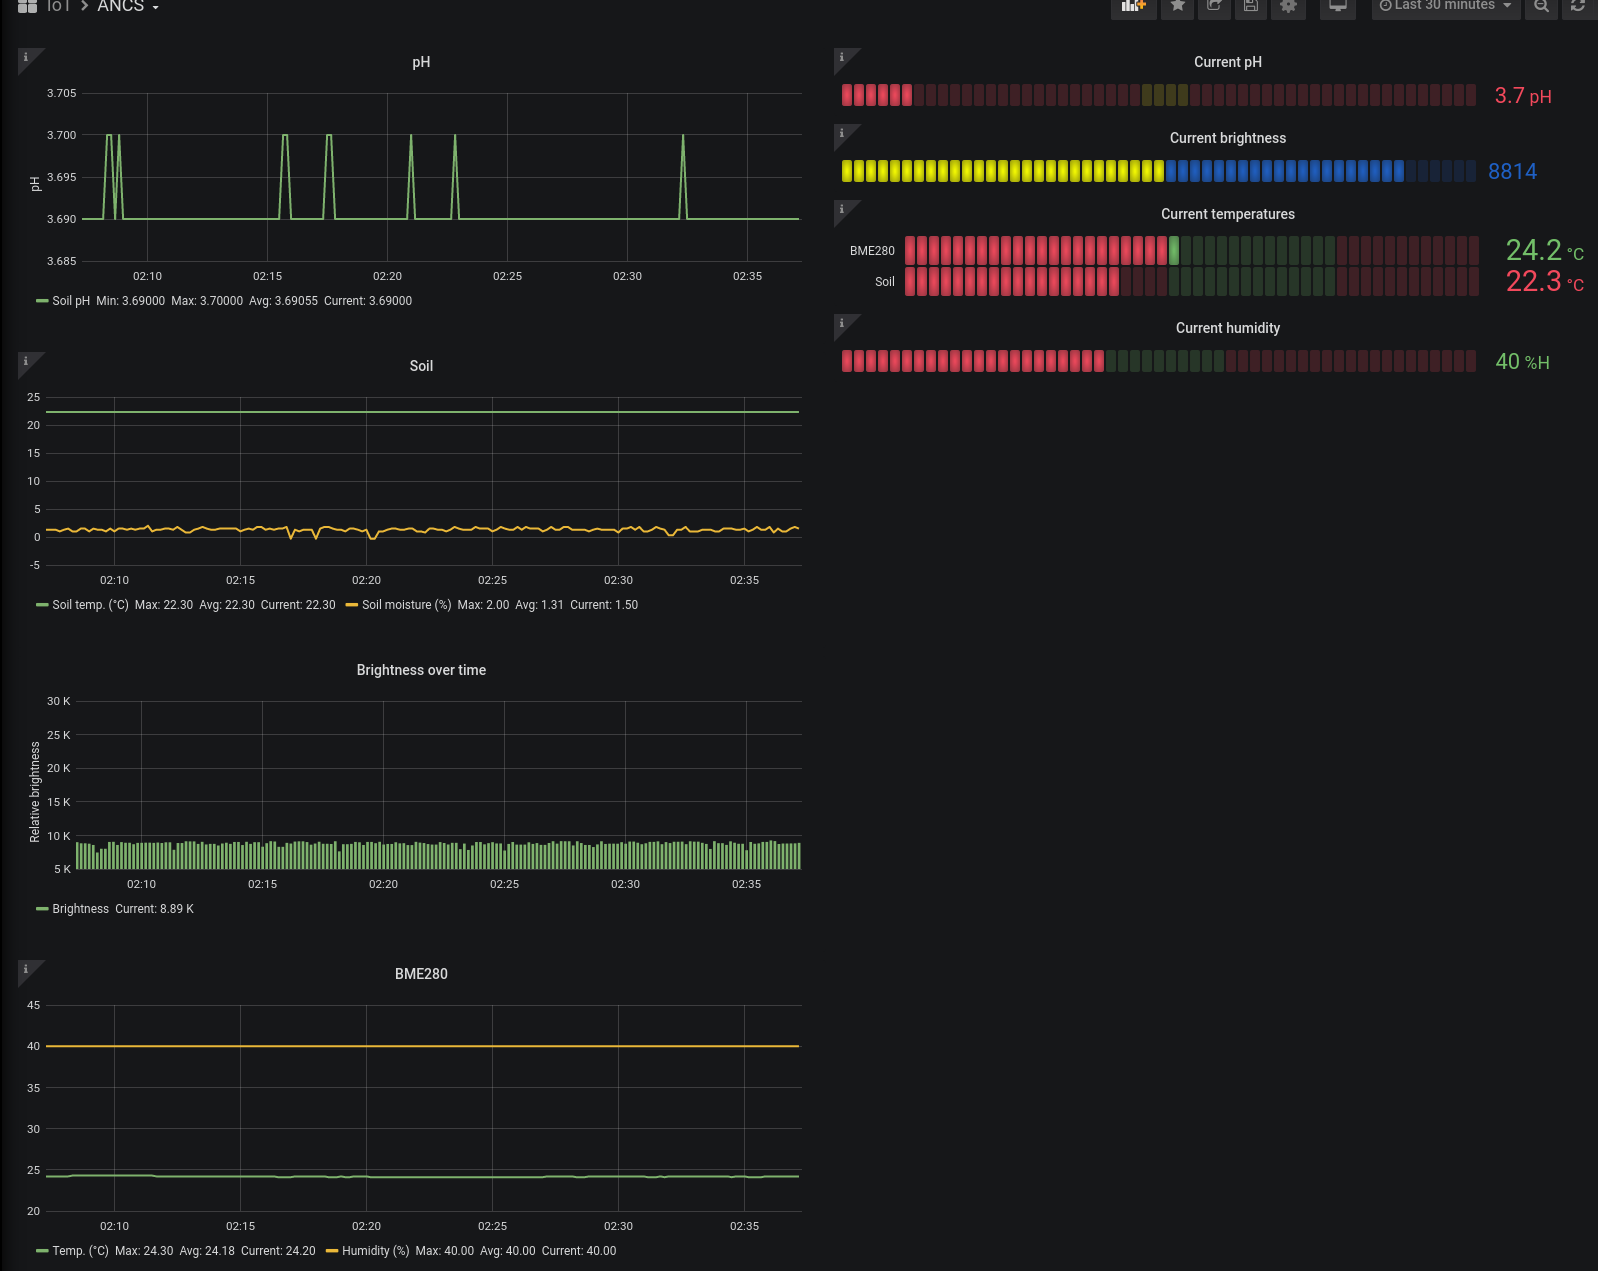 IoT > ANCS
Last 30 minutes
pH
3.705
3.700
3.695
3.690
3.685
pH
02:10 02:15 02:20 02:25 02:30 02:35
Soil pH Min: 3.69000 Max: 3.70000 Avg: 3.69055 Current: 3.69000
Soil
25
20
15
10
5
0
-5
02:10 02:15 02:20 02:25 02:30 02:35
Soil temp. (°C) Max: 22.30 Avg: 22.30 Current: 22.30 Soil moisture (%) Max: 2.00 Avg: 1.31 Current: 1.50
Brightness over time
30 K
25 K
20 K
15 K
10 K
5 K
Relative brightness
02:10 02:15 02:20 02:25 02:30 02:35
Brightness Current: 8.89 K
BME280
45
40
35
30
25
20
02:10 02:15 02:20 02:25 02:30 02:35
Temp. (°C) Max: 24.30 Avg: 24.18 Current: 24.20 Humidity (%) Max: 40.00 Avg: 40.00 Current: 40.00
Current pH
3.7 pH
Current brightness
8814
Current temperatures
BME280 24.2 °C
Soil 22.3 °C
Current humidity
40 %H